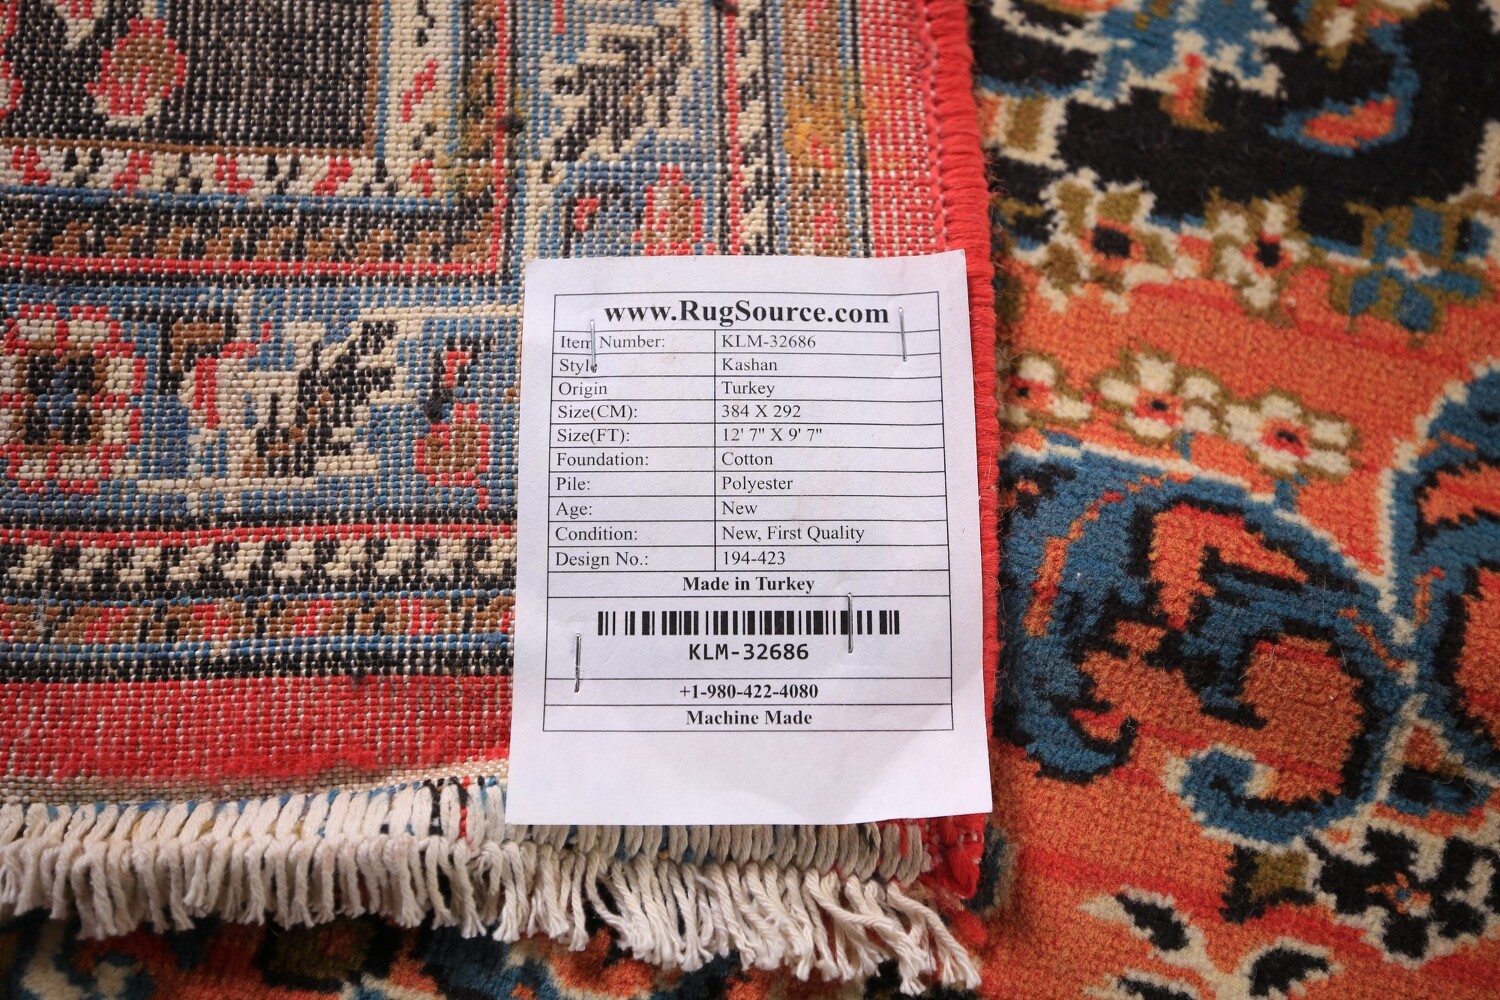 www.RugSource.com
Item Number: KLM-32686
Style Kashan
Origin Turkey
Size(CM): 384 X 292
Size(FT): 12' 7" X 9' 7"
Foundation: Cotton
Pile: Polyester
Age: New
Condition: New, First Quality
Design No.: 194-423
Made in Turkey
KLM-32686
+1-980-422-4080
Machine Made